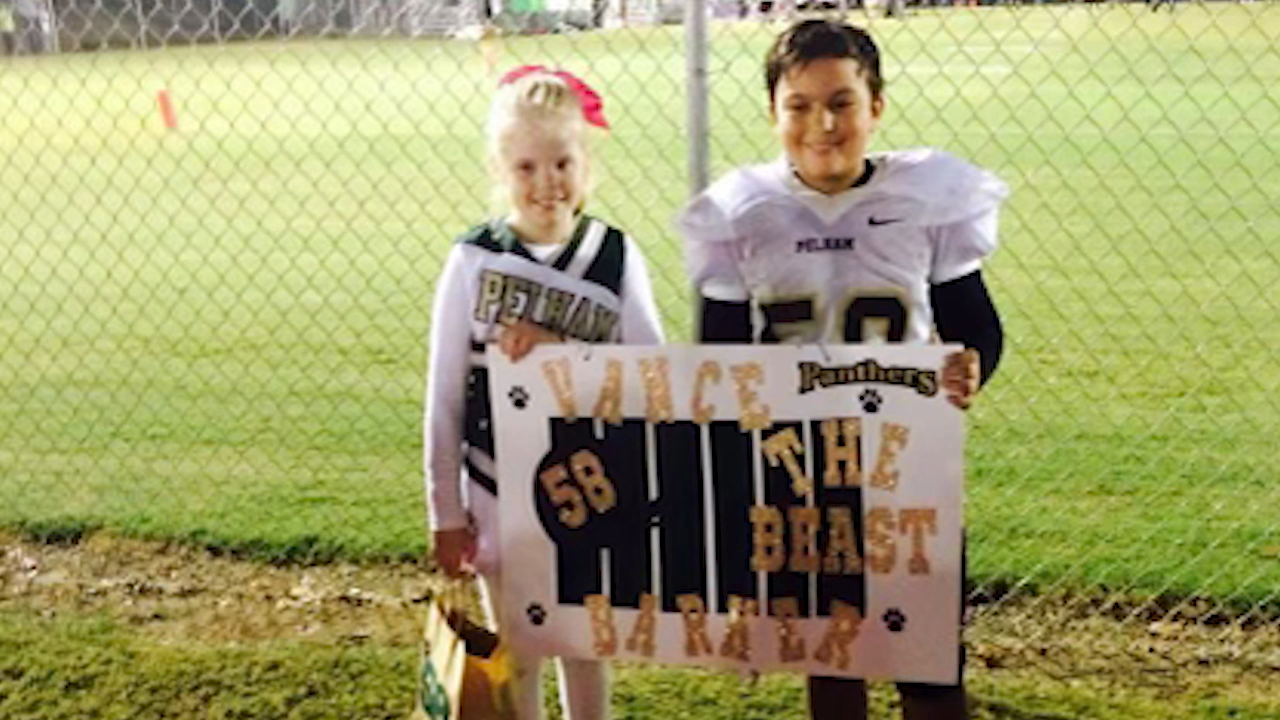 PELHAM
PELHAM
58
VANCE
Panthers
THE
58
BEAST
BARKER